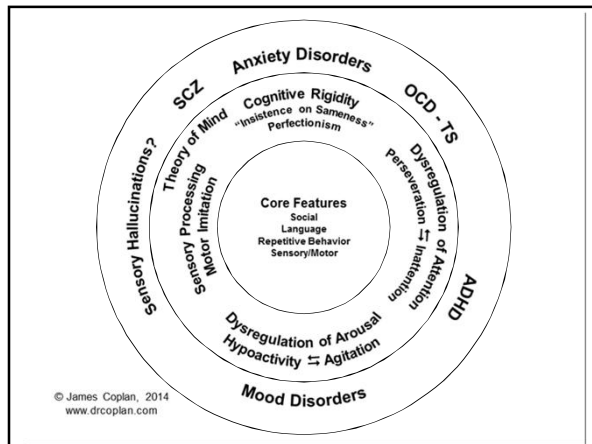 Anxiety Disorders
SCZ
OCD - TS
Sensory Hallucinations?
ADHD
Mood Disorders
Theory of Mind
Cognitive Rigidity
"Insistence on Sameness"
Perfectionism
Sensory Processing
Motor Imitation
Dysregulation of Attention
Perseveration ⇆ Inattention
Dysregulation of Arousal
Hypoactivity ⇆ Agitation
Core Features
Social
Language
Repetitive Behavior
Sensory/Motor
© James Coplan, 2014
www.drcoplan.com